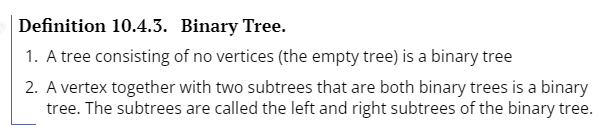 Definition 10.4.3. Binary Tree.
1. A tree consisting of no vertices (the empty tree) is a binary tree
2. A vertex together with two subtrees that are both binary trees is a binary
tree. The subtrees are called the left and right subtrees of the binary tree.